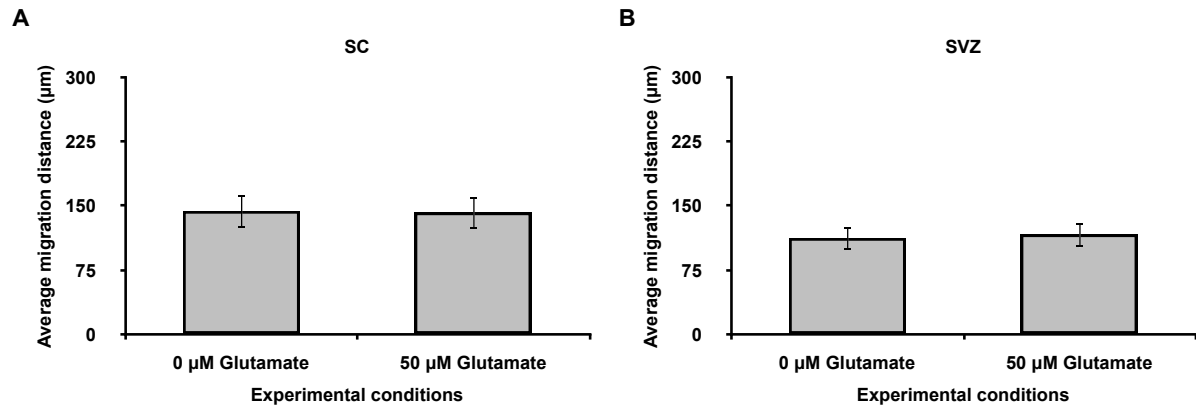 A
SC
Average migration distance (µm)
300
225
150
75
0
0 µM Glutamate
50 µM Glutamate
Experimental conditions
B
SVZ
Average migration distance (µm)
300
225
150
75
0
0 µM Glutamate
50 µM Glutamate
Experimental conditions